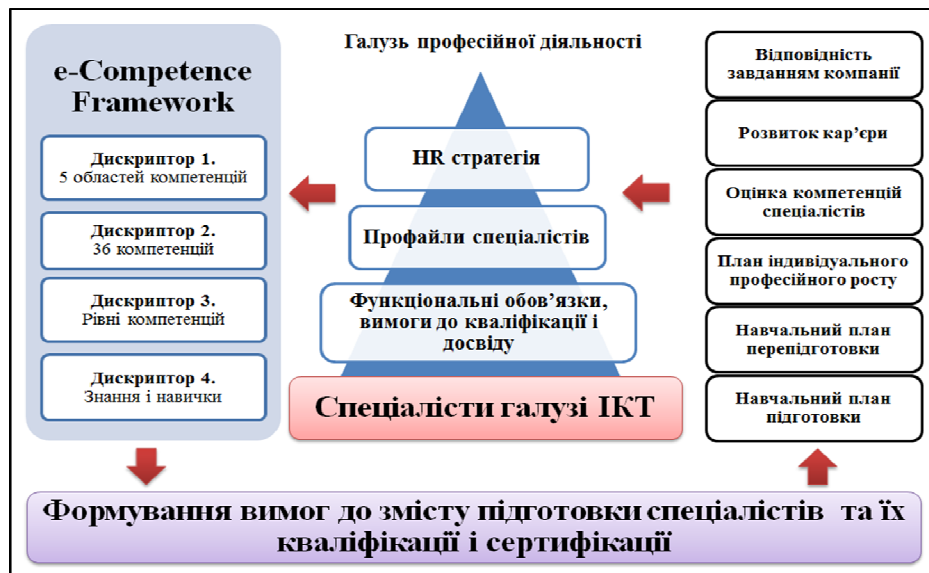 e-Competence
Framework
Дискриптор 1.
5 областей компетенцій
Дискриптор 2.
36 компетенцій
Дискриптор 3.
Рівні компетенцій
Дискриптор 4.
Знання і навички
Галузь професійної діяльності
HR стратегія
Профайли спеціалістів
Функціональні обов’язки,
вимоги до кваліфікації і
досвіду
Спеціалісти галузі ІКТ
Відповідність
завданням компанії
Розвиток кар’єри
Оцінка компетенцій
спеціалістів
План індивідуального
професійного росту
Навчальний план
перепідготовки
Навчальний план
підготовки
Формування вимог до змісту підготовки спеціалістів та їх
кваліфікації і сертифікації